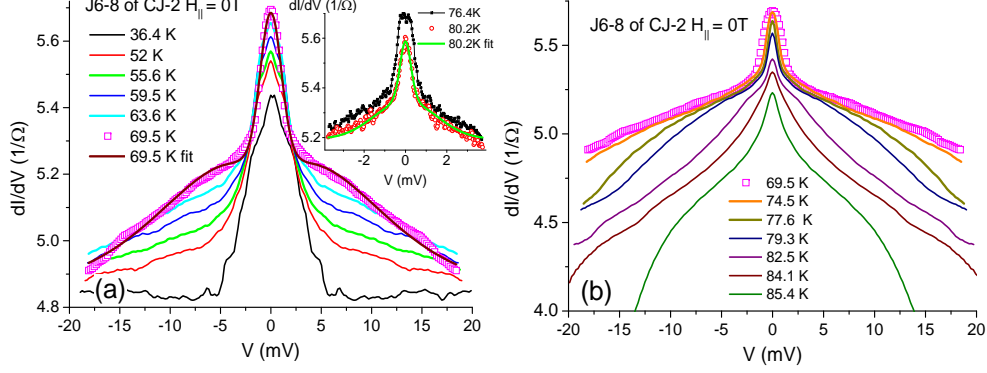 J6-8 of CJ-2 H|| = 0T
36.4 K
52 K
55.6 K
59.5 K
63.6 K
69.5 K
69.5 K fit
dI/dV (1/Ω)
5.6
5.4
5.2
5.0
4.8
-20 -15 -10 -5 0 5 10 15 20
V (mV)
(a)
dI/dV (1/Ω)
76.4K
80.2K
80.2K fit
5.6
5.4
5.2
-2 0 2
V (mV)
J6-8 of CJ-2 H|| = 0T
dI/dV (1/Ω)
5.5
5.0
4.5
4.0
69.5 K
74.5 K
77.6 K
79.3 K
82.5 K
84.1 K
85.4 K
(b)
-20 -15 -10 -5 0 5 10 15 20
V (mV)